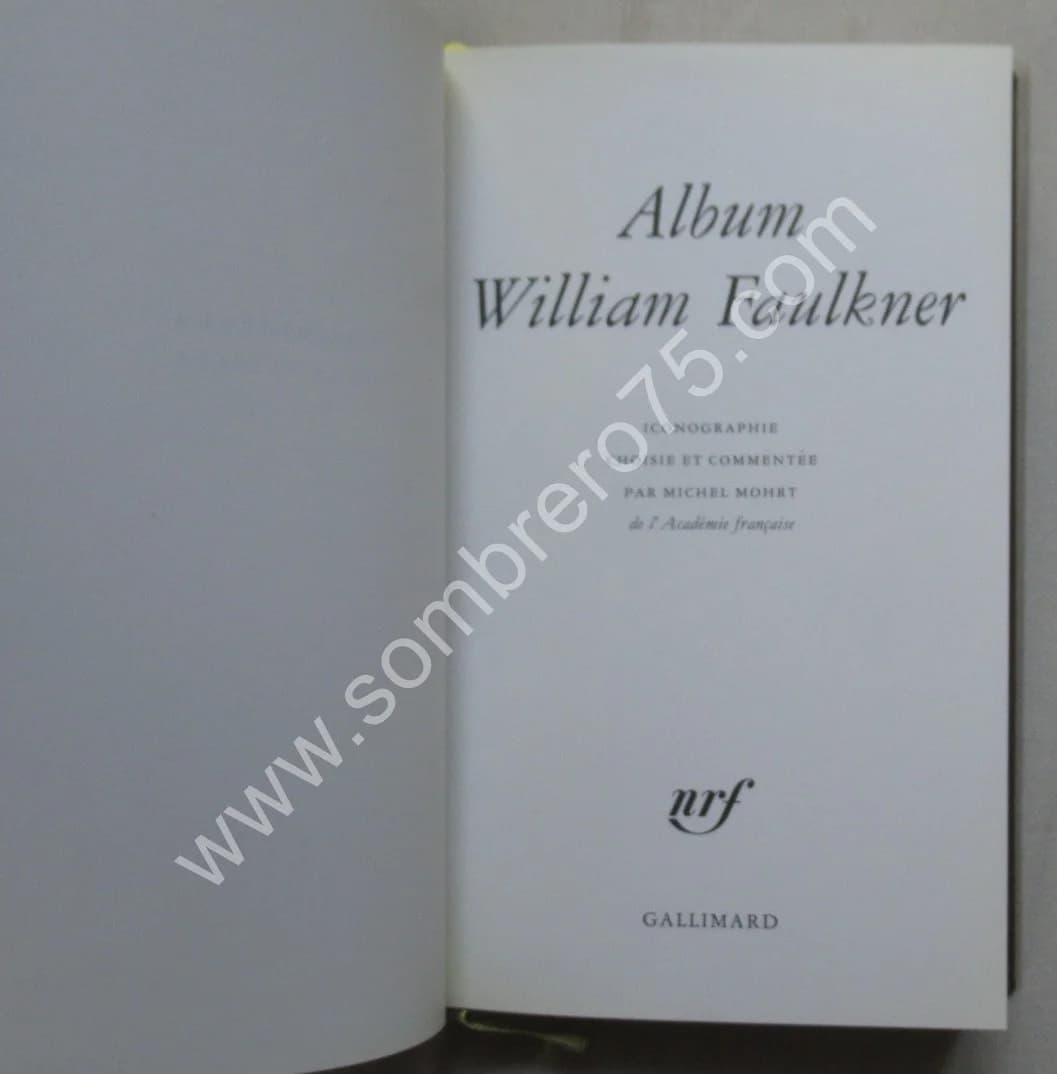 Album
William Faulkner
ICONOGRAPHIE
CHOISIE ET COMMENTÉE
PAR MICHEL MOHRT
de l'Académie française
nrf
GALLIMARD
www.sombrero75.com